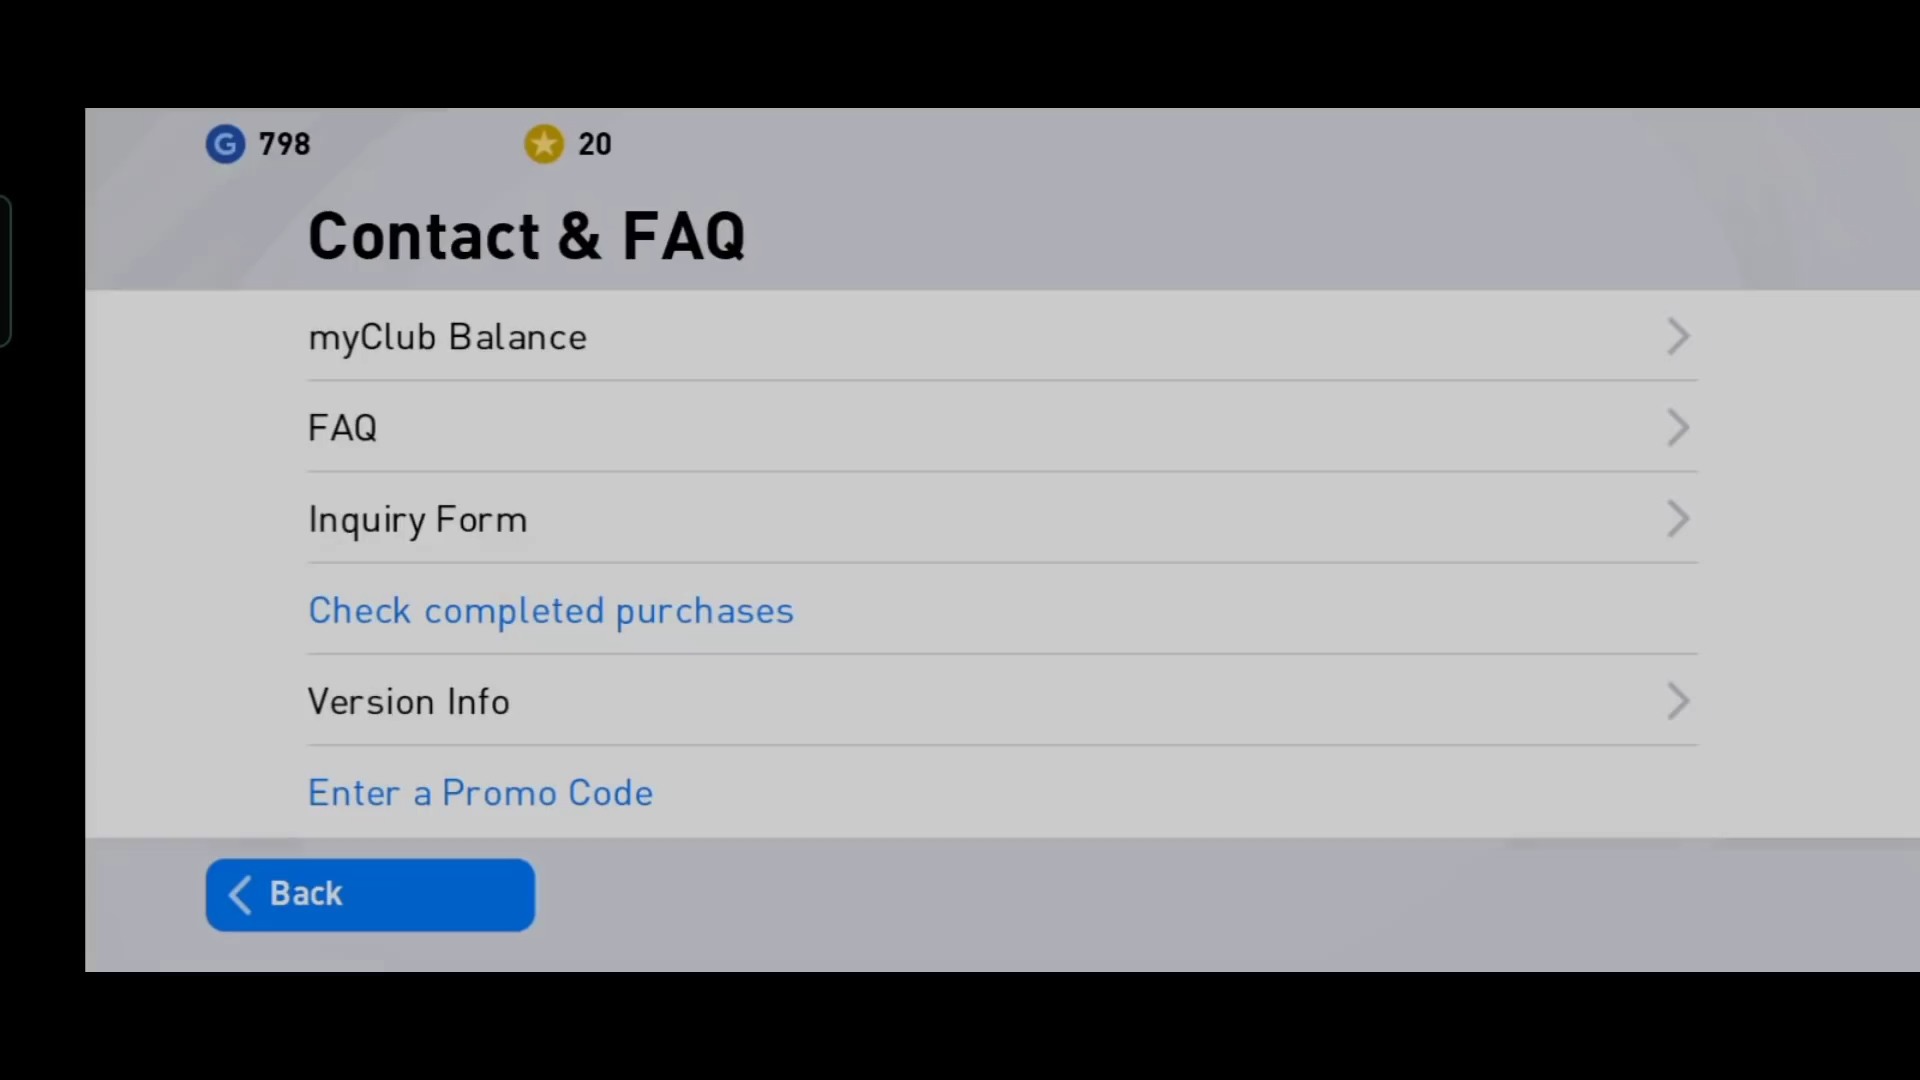 G 798 20
Contact & FAQ
myClub Balance
FAQ
Inquiry Form
Check completed purchases
Version Info
Enter a Promo Code
Back